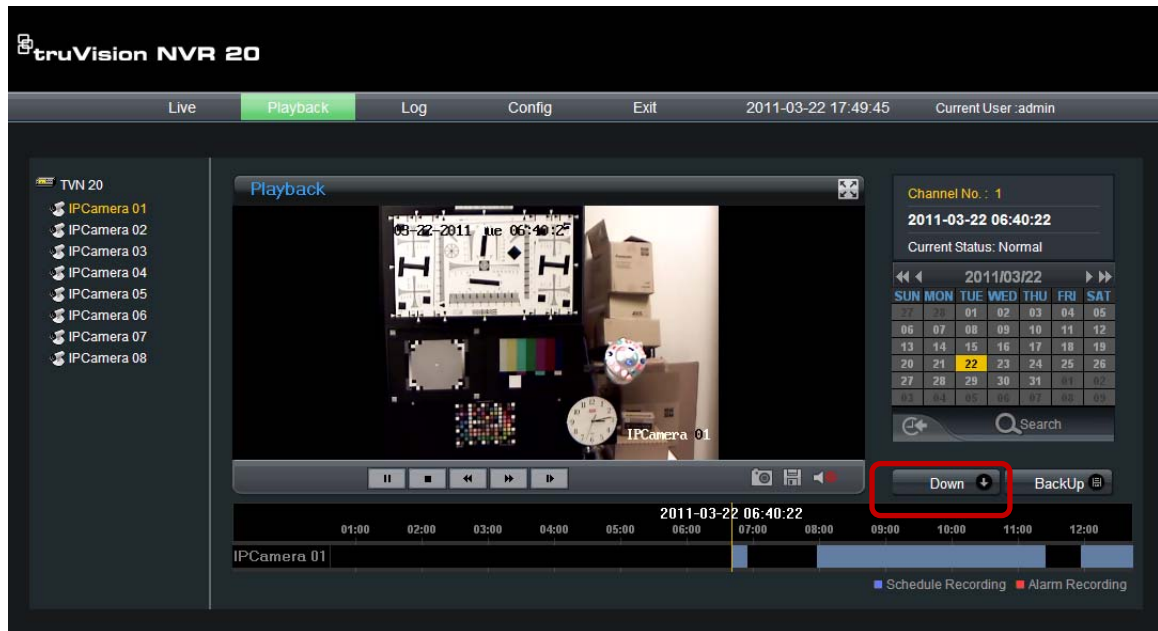 truVision NVR 20
Live Playback Log Config Exit 2011-03-22 17:49:45 Current User :admin
TVN 20
IPCamera 01
IPCamera 02
IPCamera 03
IPCamera 04
IPCamera 05
IPCamera 06
IPCamera 07
IPCamera 08
Playback
03-22-2011 Tue 06:40:2
IPCamera 01
Channel No. : 1
2011-03-22 06:40:22
Current Status: Normal
2011/03/22
SUN MON TUE WED THU FRI SAT
27 28 01 02 03 04 05
06 07 08 09 10 11 12
13 14 15 16 17 18 19
20 21 22 23 24 25 26
27 28 29 30 31 01 02
03 04 05 06 07 08 09
Search
Down BackUp
2011-03-22 06:40:22
01:00 02:00 03:00 04:00 05:00 06:00 07:00 08:00 09:00 10:00 11:00 12:00
IPCamera 01
Schedule Recording Alarm Recording